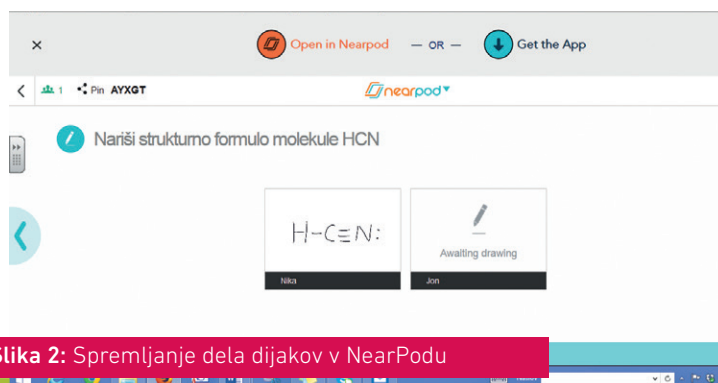 × Open in Nearpod — OR — Get the App
1 Pin AYXGT nearpod
Nariši strukturno formulo molekule HCN
H-C≡N:
Awaiting drawing
Nika Jon
Slika 2: Spremljanje dela dijakov v NearPodu